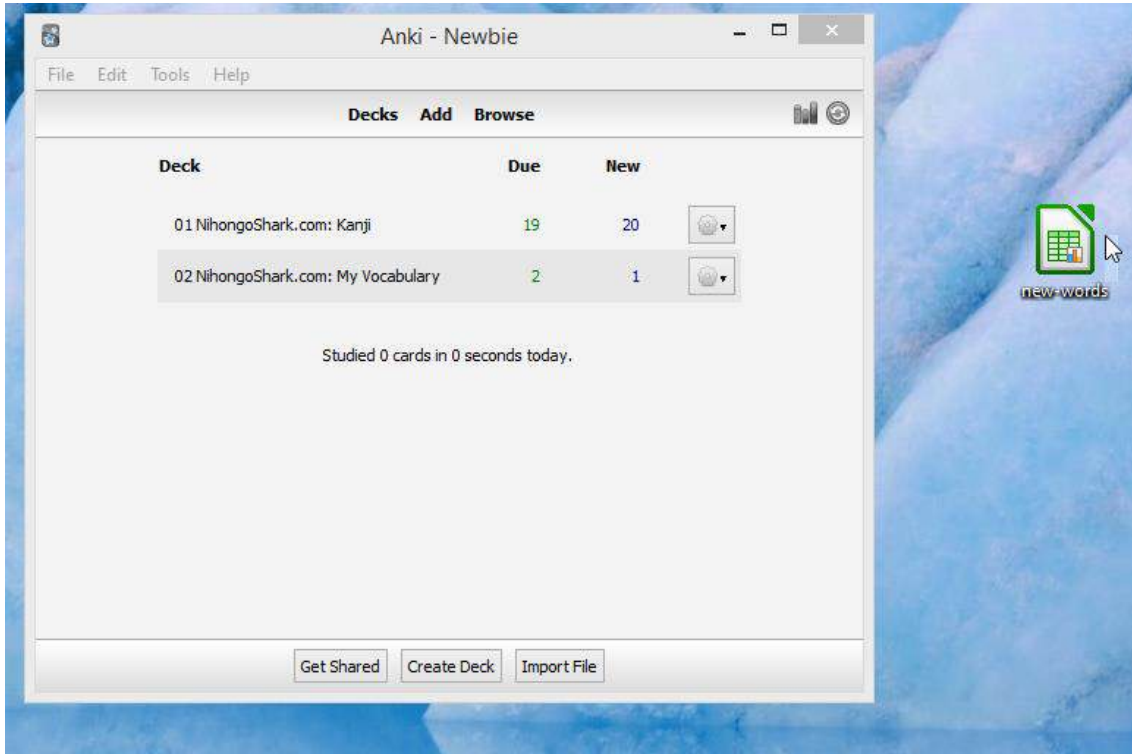 Anki - Newbie
File Edit Tools Help
Decks Add Browse
Deck Due New
01 NihongoShark.com: Kanji 19 20
02 NihongoShark.com: My Vocabulary 2 1
new-words
Studied 0 cards in 0 seconds today.
Get Shared Create Deck Import File